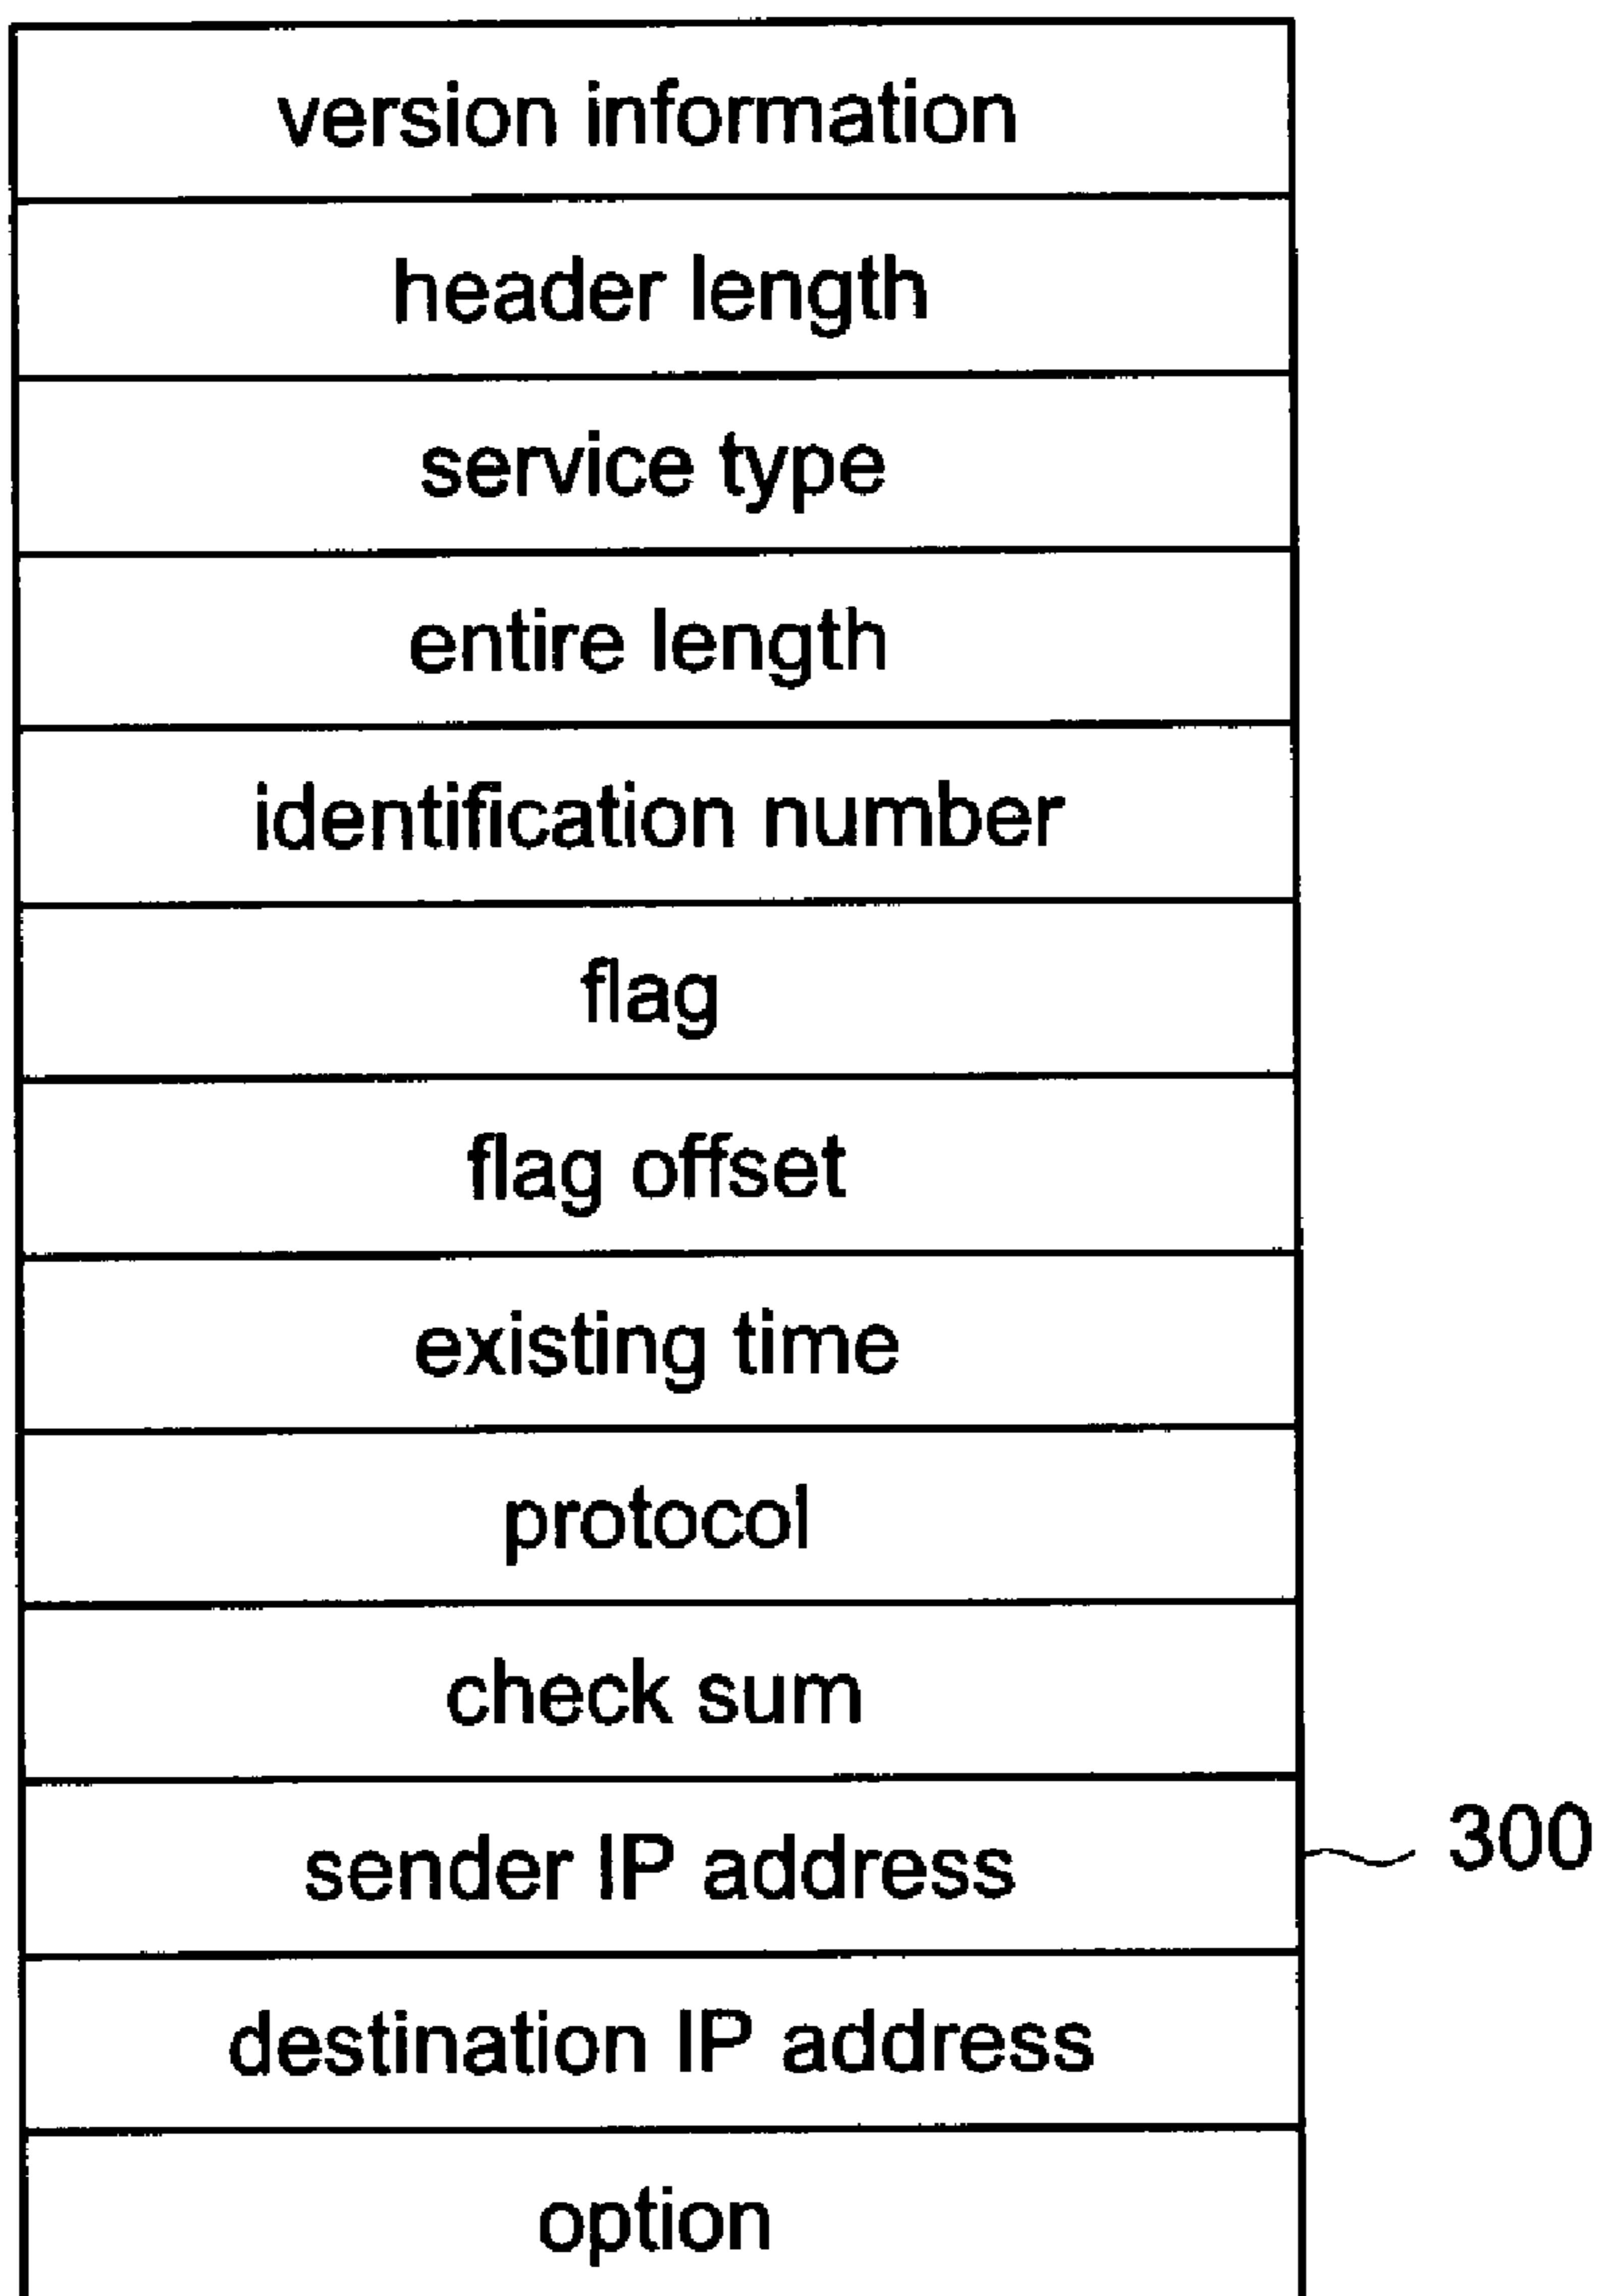 version information
header length
service type
entire length
identification number
flag
flag offset
existing time
protocol
check sum
sender IP address
300
destination IP address
option